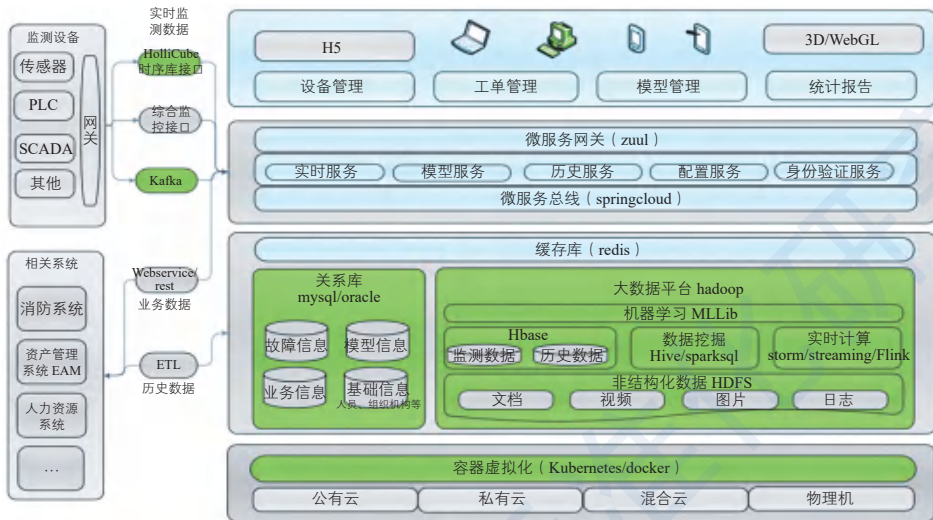 监测设备
传感器
PLC
SCADA
其他
网关
实时监
测数据
HolliCube
时序库接口
综合监
控接口
Kafka
相关系统
消防系统
资产管理
系统 EAM
人力资源
系统
…
Webservice/
rest
业务数据
ETL
历史数据
H5
3D/WebGL
设备管理
工单管理
模型管理
统计报告
微服务网关（zuul）
实时服务
模型服务
历史服务
配置服务
身份验证服务
微服务总线（springcloud）
缓存库（redis）
关系库
mysql/oracle
故障信息
模型信息
业务信息
基础信息
人员、组织机构等
大数据平台 hadoop
机器学习 MLLib
Hbase
监测数据
历史数据
数据挖掘
Hive/sparksql
实时计算
storm/streaming/Flink
非结构化数据 HDFS
文档
视频
图片
日志
容器虚拟化（Kubernetes/docker）
公有云
私有云
混合云
物理机